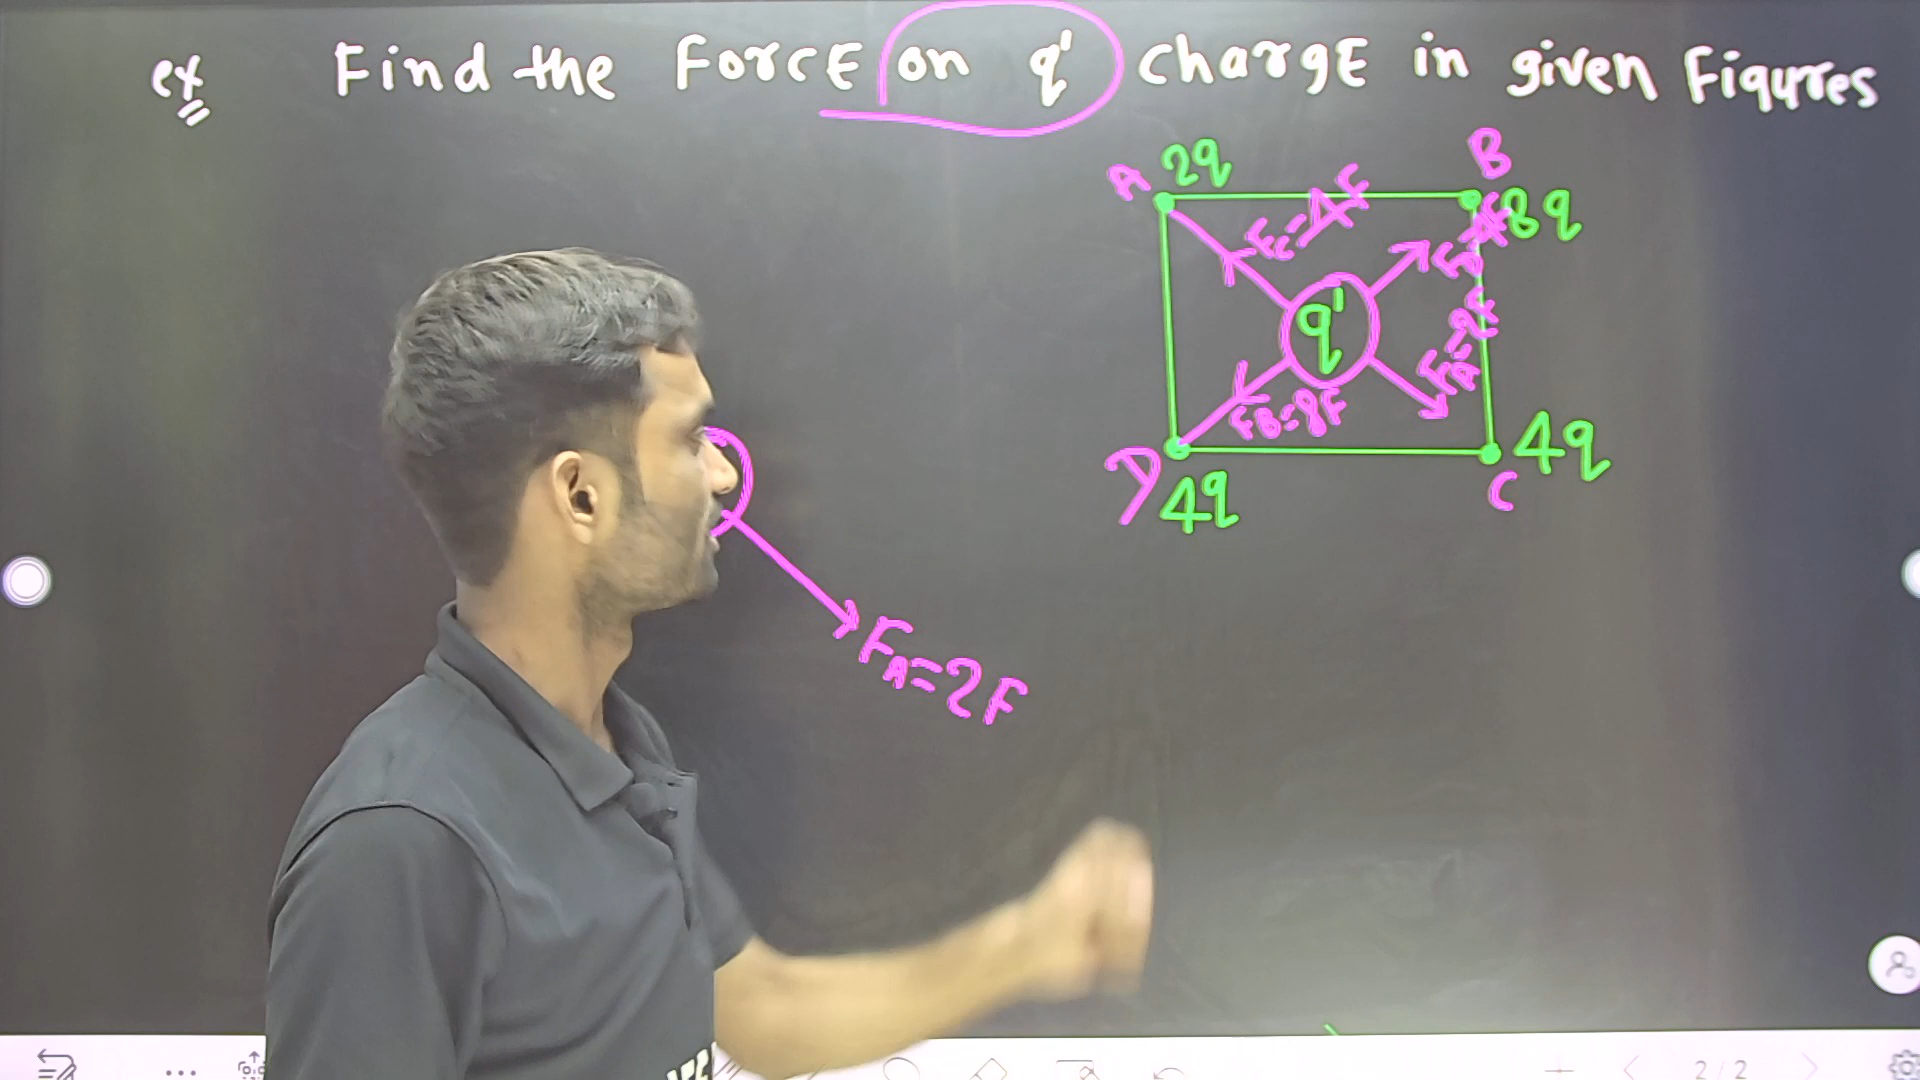 ex Find the ForcE on q' chargE in given Figures
A 2q B
8q
Fc=4F
FD=4F
q'
FA=2F
FB=8F
4q
D C
4q
FA=2F
2/2